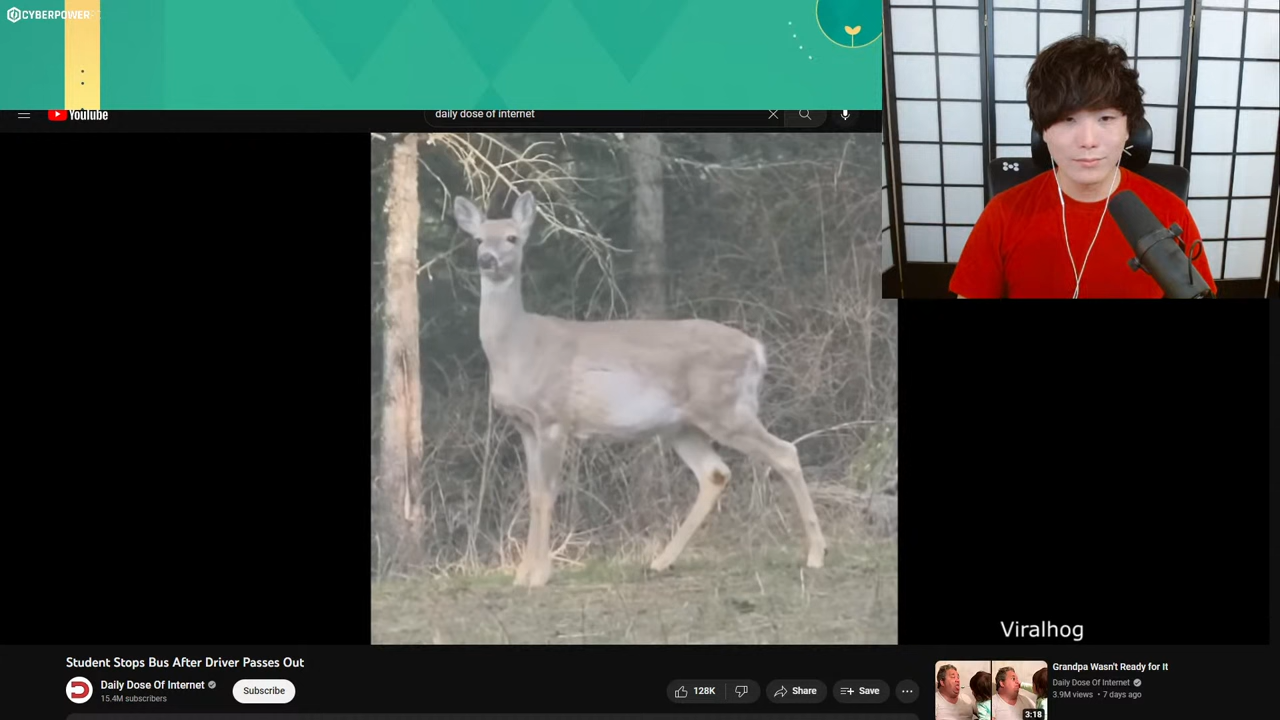 CYBERPOWER
YouTube
daily dose of internet
Viralhog
Student Stops Bus After Driver Passes Out
Daily Dose Of Internet
15.4M subscribers
Subscribe
128K
Share
Save
Grandpa Wasn't Ready for It
Daily Dose Of Internet
3.9M views • 7 days ago
3:18